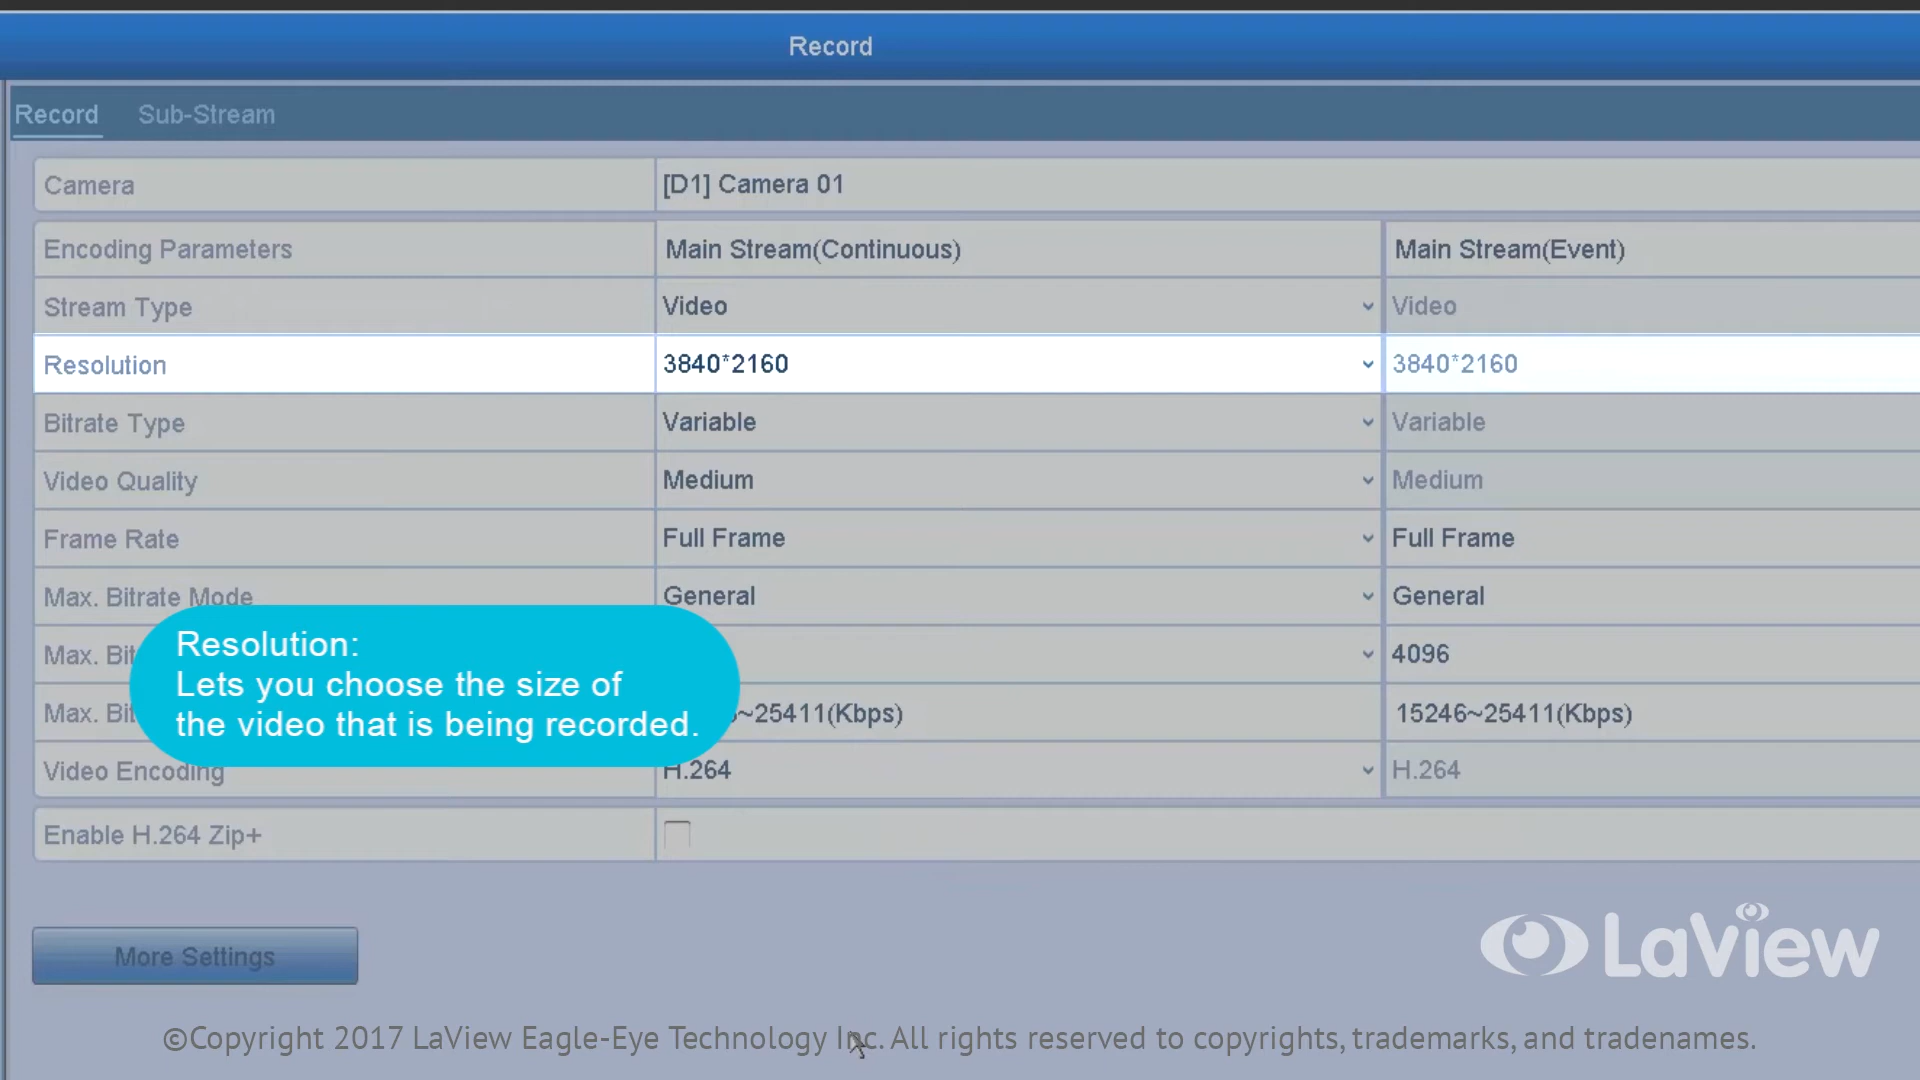 Record
Record Sub-Stream
Camera [D1] Camera 01
Encoding Parameters Main Stream(Continuous) Main Stream(Event)
Stream Type Video Video
Resolution 3840*2160 3840*2160
Bitrate Type Variable Variable
Video Quality Medium Medium
Frame Rate Full Frame Full Frame
Max. Bitrate Mode General General
Max. 4096
Max. ~25411(Kbps) 15246~25411(Kbps)
Resolution:
Lets you choose the size of
the video that is being recorded.
Video Encoding H.264 H.264
Enable H.264 Zip+
More Settings
LaView
©Copyright 2017 LaView Eagle-Eye Technology Inc. All rights reserved to copyrights, trademarks, and tradenames.